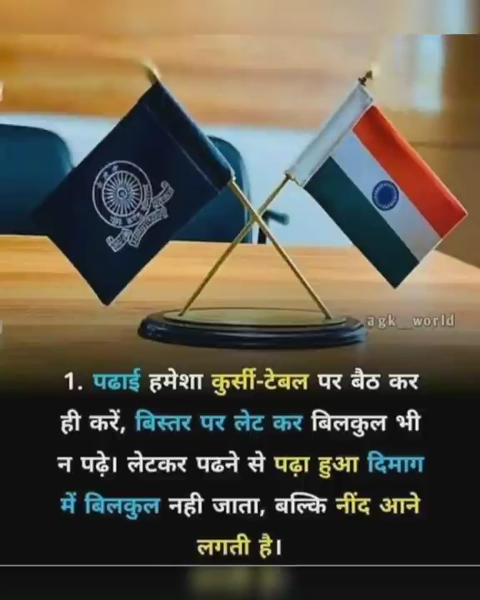 agk_world
1. पढाई हमेशा कुर्सी-टेबल पर बैठ कर
ही करें, बिस्तर पर लेट कर बिलकुल भी
न पढ़े। लेटकर पढने से पढ़ा हुआ दिमाग
में बिलकुल नही जाता, बल्कि नींद आने
लगती है।